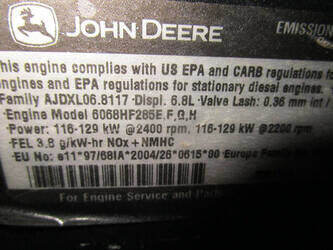 JOHN DEERE
EMISSION
This engine complies with US EPA and CARB regulations
engines and EPA regulations for stationary diesel engines.
Family AJDXL06.8117 · Displ. 6.8L · Valve Lash: 0.36 mm int /
Engine Model 6068HF285E,F,G,H
Power: 116-129 kW @ 2400 rpm, 116-129 kW @ 2200 rpm
FEL 3.8 g/kW-hr NOx + NMHC
EU No: e11*97/68IA*2004/26*0615*00 Europe Family
For Engine Service and Parts